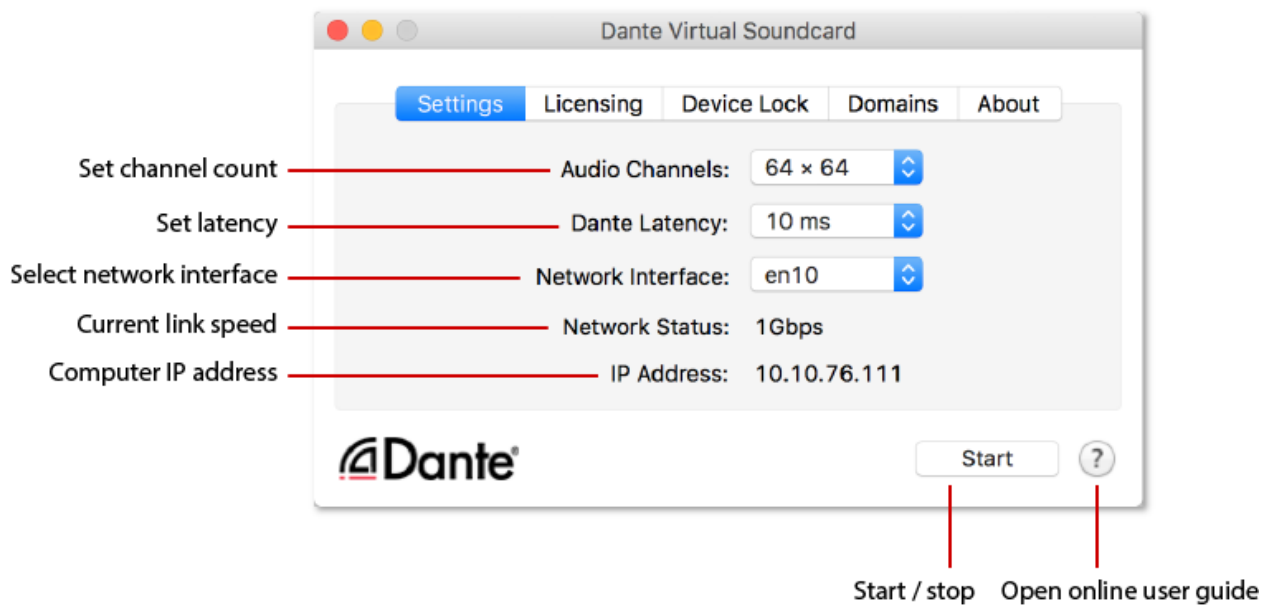 Dante Virtual Soundcard
Settings Licensing Device Lock Domains About
Set channel count Audio Channels: 64 × 64
Set latency Dante Latency: 10 ms
Select network interface Network Interface: en10
Current link speed Network Status: 1Gbps
Computer IP address IP Address: 10.10.76.111
Dante® Start ?
Start / stop Open online user guide